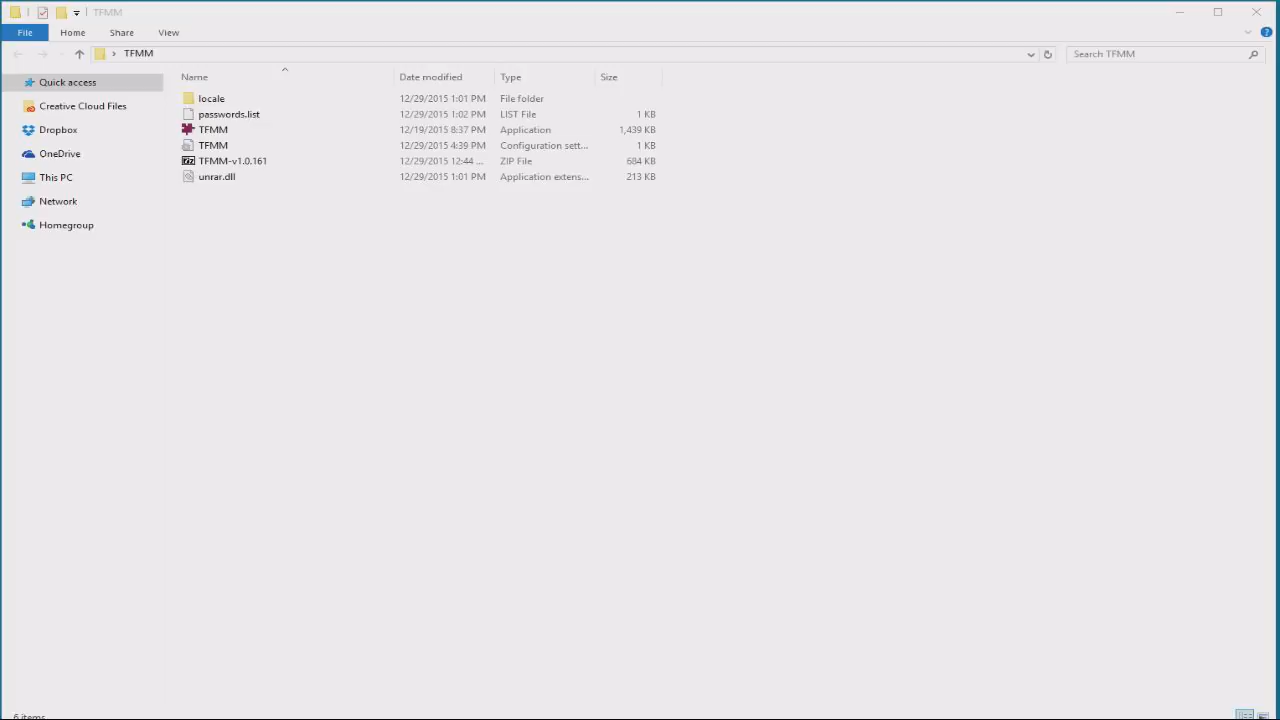 TFMM
File Home Share View
TFMM Search TFMM
Name Date modified Type Size
Quick access
Creative Cloud Files
Dropbox
OneDrive
This PC
Network
Homegroup
locale 12/29/2015 1:01 PM File folder
passwords.list 12/29/2015 1:02 PM LIST File 1 KB
TFMM 12/19/2015 8:37 PM Application 1,439 KB
TFMM 12/29/2015 4:39 PM Configuration sett... 1 KB
TFMM-v1.0.161 12/29/2015 12:44 ... ZIP File 684 KB
unrar.dll 12/29/2015 1:01 PM Application extens... 213 KB
6 items